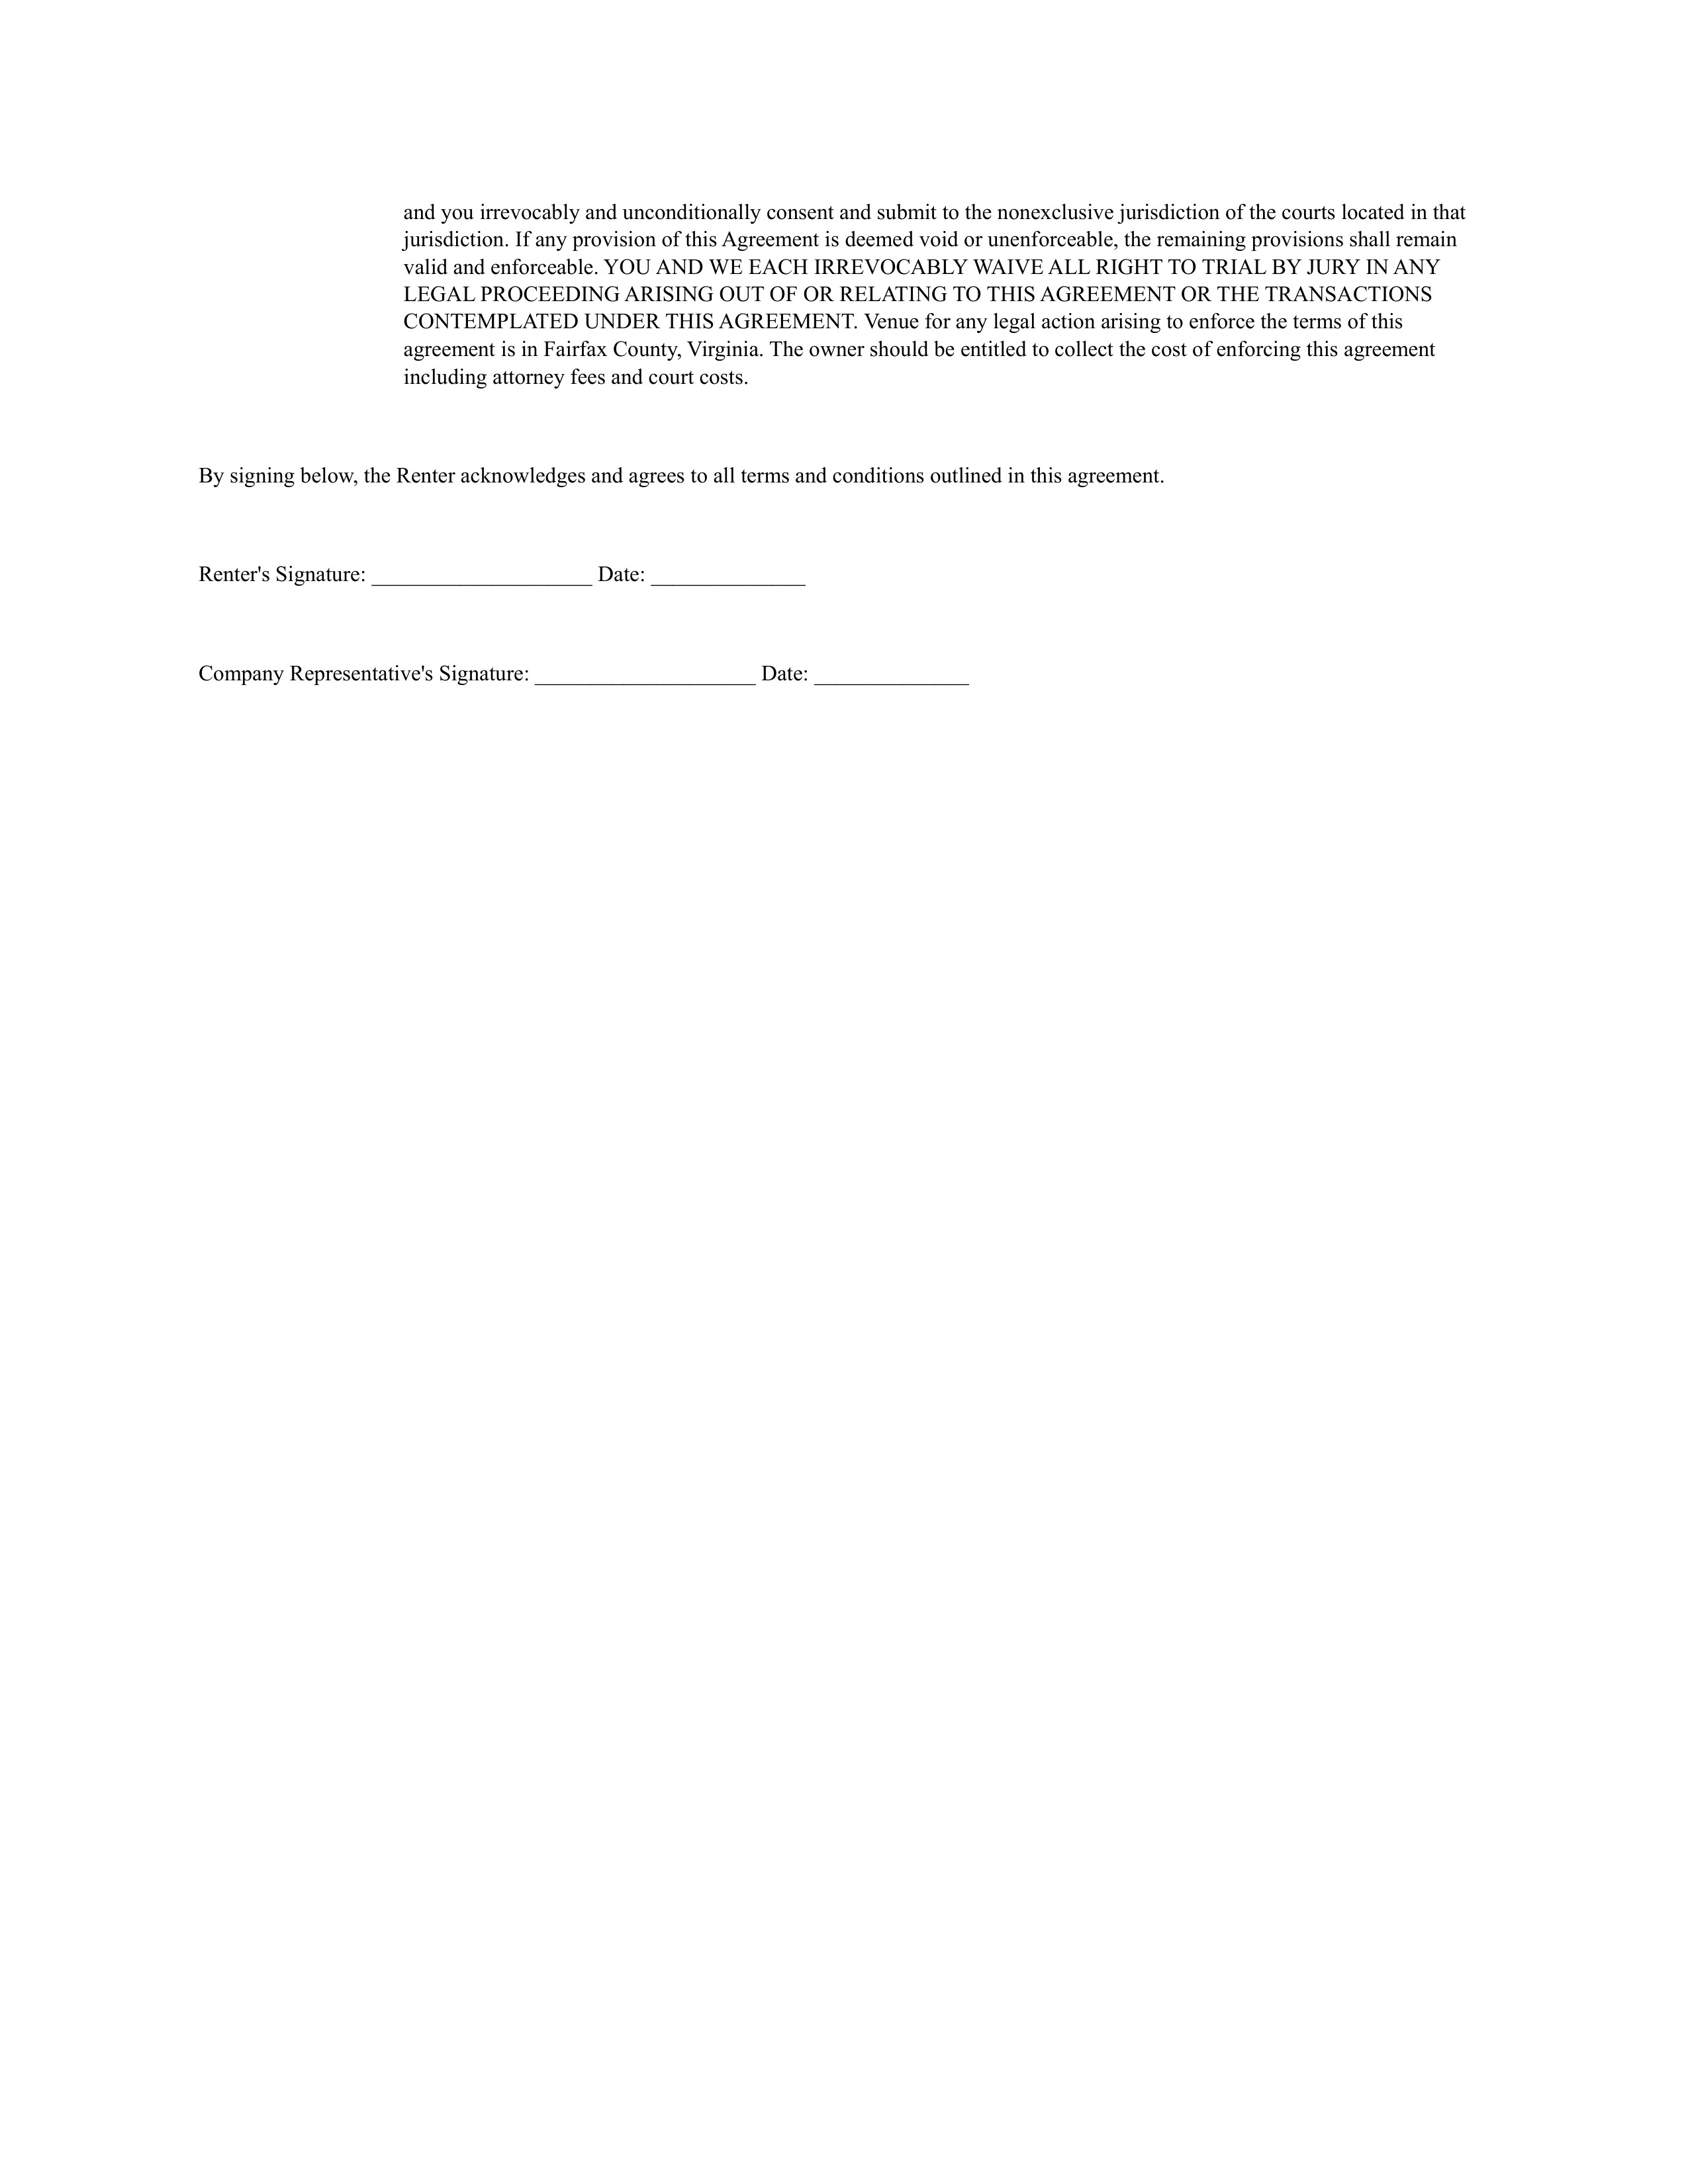 and you irrevocably and unconditionally consent and submit to the nonexclusive jurisdiction of the courts located in that
jurisdiction. If any provision of this Agreement is deemed void or unenforceable, the remaining provisions shall remain
valid and enforceable. YOU AND WE EACH IRREVOCABLY WAIVE ALL RIGHT TO TRIAL BY JURY IN ANY
LEGAL PROCEEDING ARISING OUT OF OR RELATING TO THIS AGREEMENT OR THE TRANSACTIONS
CONTEMPLATED UNDER THIS AGREEMENT. Venue for any legal action arising to enforce the terms of this
agreement is in Fairfax County, Virginia. The owner should be entitled to collect the cost of enforcing this agreement
including attorney fees and court costs.
By signing below, the Renter acknowledges and agrees to all terms and conditions outlined in this agreement.
Renter's Signature: ____________________ Date: ______________
Company Representative's Signature: ____________________ Date: ______________